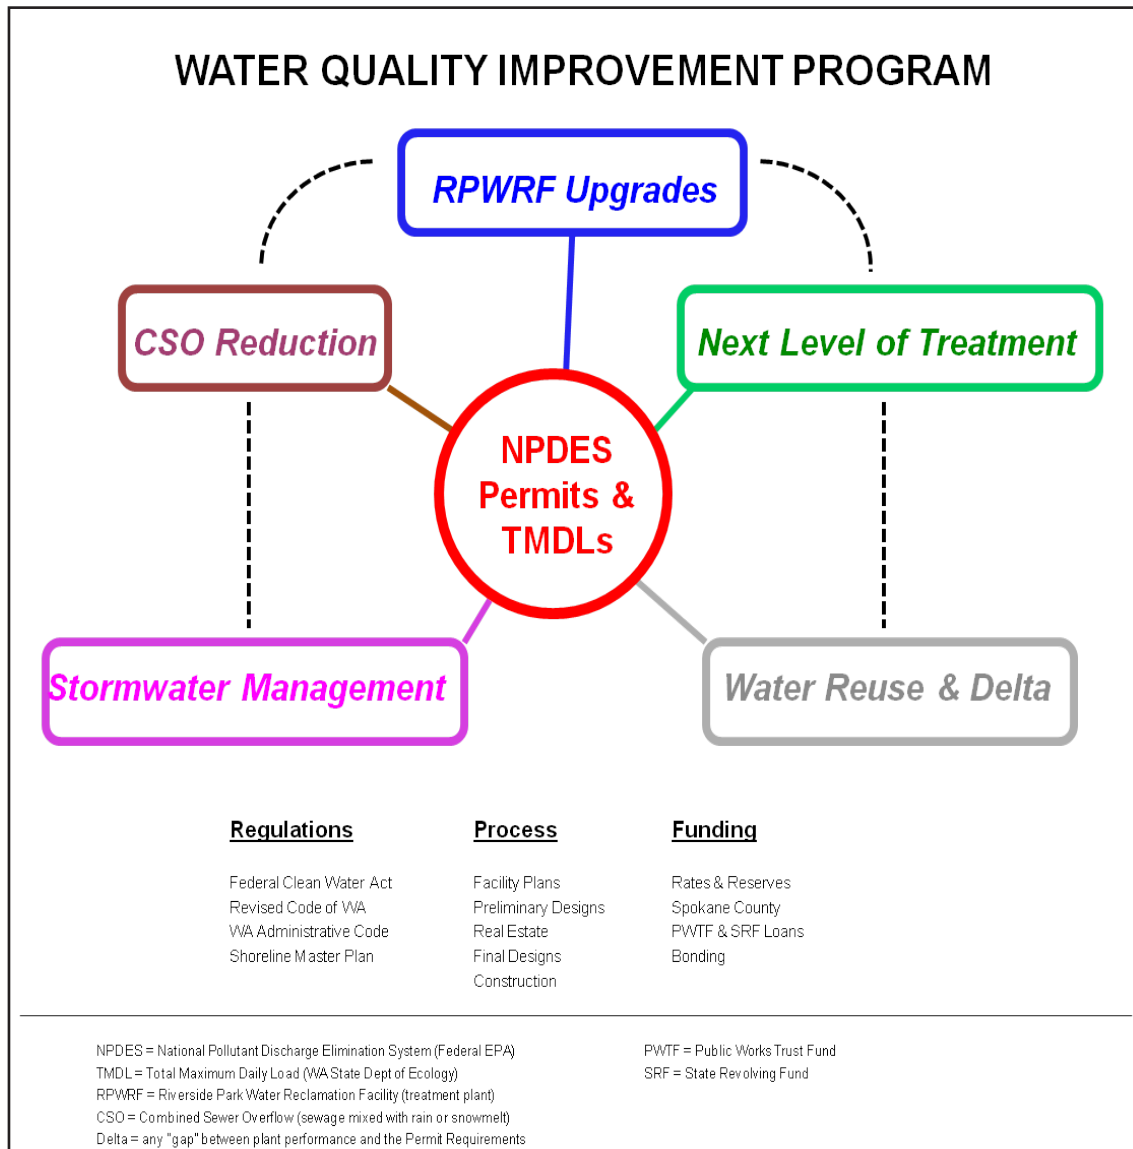 WATER QUALITY IMPROVEMENT PROGRAM
RPWRF Upgrades
CSO Reduction
Next Level of Treatment
NPDES
Permits &
TMDLs
Stormwater Management
Water Reuse & Delta
Regulations
Federal Clean Water Act
Revised Code of WA
WA Administrative Code
Shoreline Master Plan
Process
Facility Plans
Preliminary Designs
Real Estate
Final Designs
Construction
Funding
Rates & Reserves
Spokane County
PWTF & SRF Loans
Bonding
NPDES = National Pollutant Discharge Elimination System (Federal EPA)
TMDL = Total Maximum Daily Load (WA State Dept of Ecology)
RPWRF = Riverside Park Water Reclamation Facility (treatment plant)
CSO = Combined Sewer Overflow (sewage mixed with rain or snowmelt)
Delta = any "gap" between plant performance and the Permit Requirements
PWTF = Public Works Trust Fund
SRF = State Revolving Fund